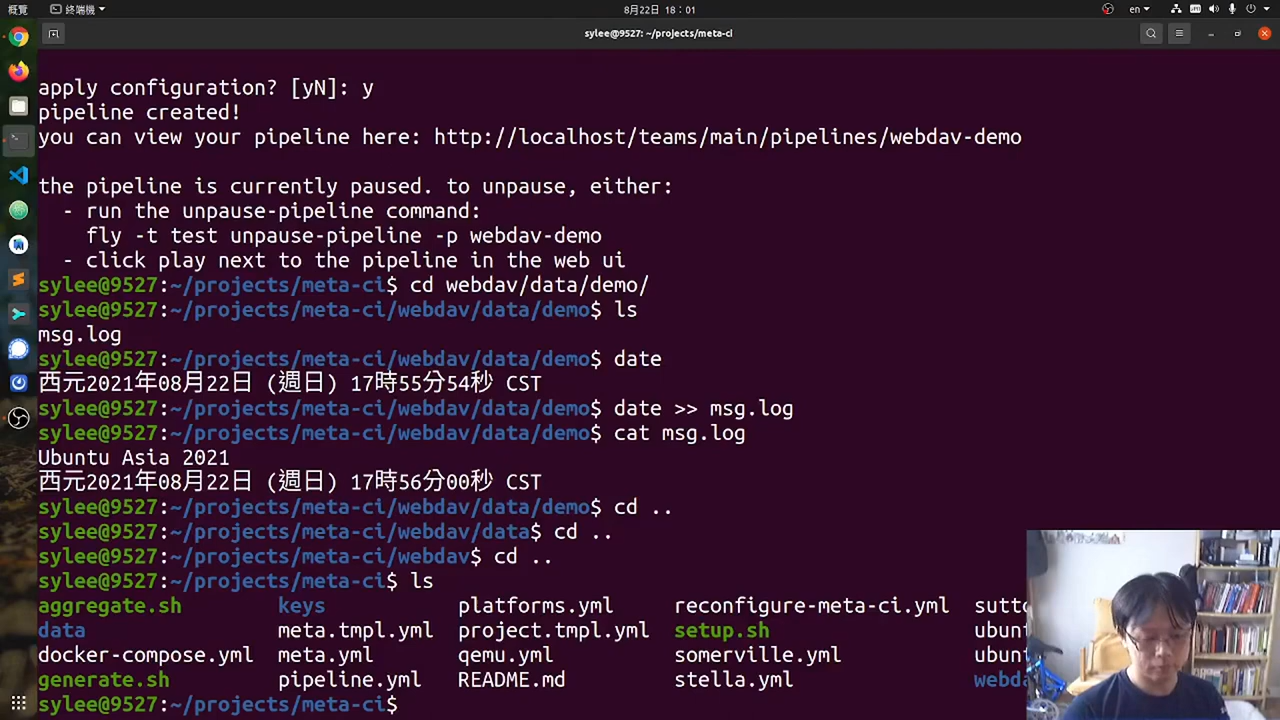 概覽 終端機 8月22日 18：01 en
sylee@9527: ~/projects/meta-ci
apply configuration? [yN]: y
pipeline created!
you can view your pipeline here: http://localhost/teams/main/pipelines/webdav-demo
the pipeline is currently paused. to unpause, either:
- run the unpause-pipeline command:
fly -t test unpause-pipeline -p webdav-demo
- click play next to the pipeline in the web ui
sylee@9527:~/projects/meta-ci$ cd webdav/data/demo/
sylee@9527:~/projects/meta-ci/webdav/data/demo$ ls
msg.log
sylee@9527:~/projects/meta-ci/webdav/data/demo$ date
西元2021年08月22日 (週日) 17時55分54秒 CST
sylee@9527:~/projects/meta-ci/webdav/data/demo$ date >> msg.log
sylee@9527:~/projects/meta-ci/webdav/data/demo$ cat msg.log
Ubuntu Asia 2021
西元2021年08月22日 (週日) 17時56分00秒 CST
sylee@9527:~/projects/meta-ci/webdav/data/demo$ cd ..
sylee@9527:~/projects/meta-ci/webdav/data$ cd ..
sylee@9527:~/projects/meta-ci/webdav$ cd ..
sylee@9527:~/projects/meta-ci$ ls
aggregate.sh keys platforms.yml reconfigure-meta-ci.yml
data meta.tmpl.yml project.tmpl.yml setup.sh
docker-compose.yml meta.yml qemu.yml somerville.yml
generate.sh pipeline.yml README.md stella.yml
sylee@9527:~/projects/meta-ci$